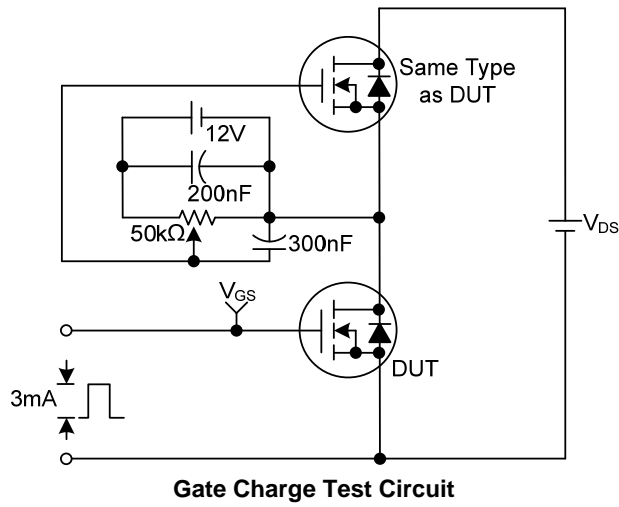 Same Type
as DUT
12V
200nF
50kΩ
300nF
VDS
VGS
DUT
3mA
Gate Charge Test Circuit